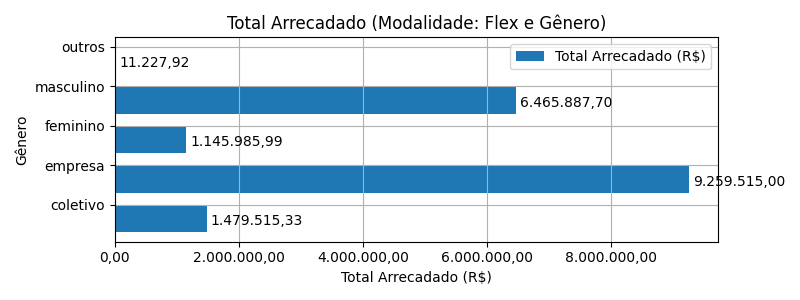 Total Arrecadado (Modalidade: Flex e Gênero)
Total Arrecadado (R$)
Gênero
outros
11.227,92
masculino
6.465.887,70
feminino
1.145.985,99
empresa
9.259.515,00
coletivo
1.479.515,33
0,00 2.000.000,00 4.000.000,00 6.000.000,00 8.000.000,00
Total Arrecadado (R$)